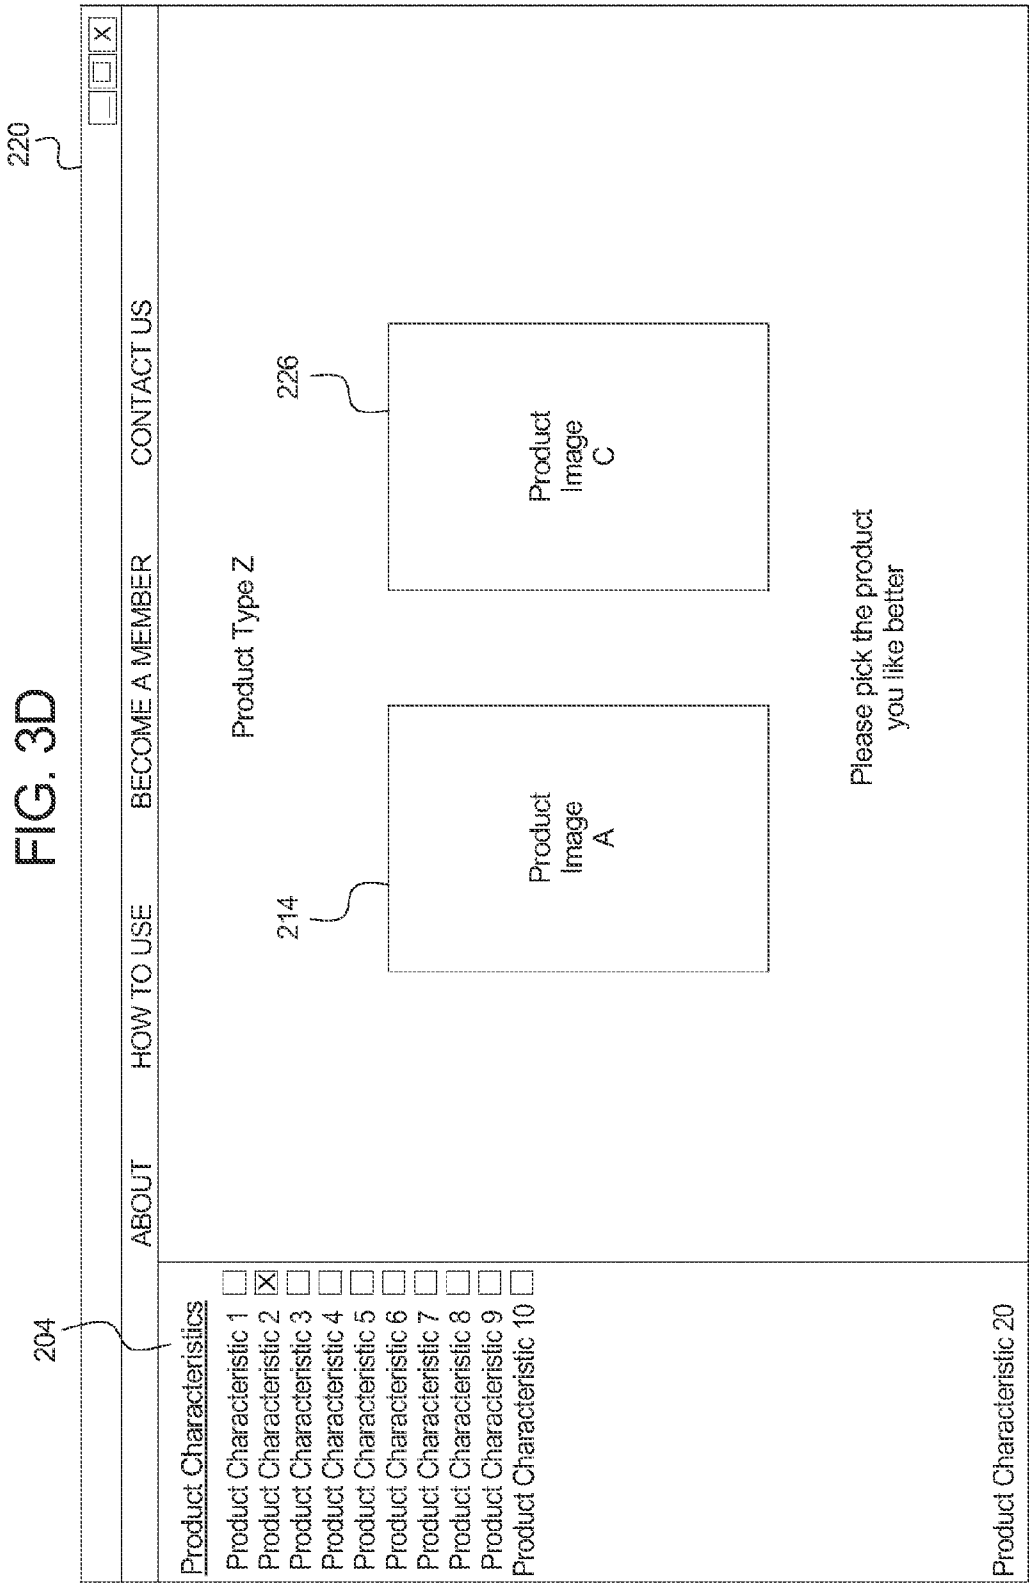 FIG. 3D
220
204
X
ABOUT HOW TO USE BECOME A MEMBER CONTACT US
Product Characteristics
Product Characteristic 1
Product Characteristic 2 X
Product Characteristic 3
Product Characteristic 4
Product Characteristic 5
Product Characteristic 6
Product Characteristic 7
Product Characteristic 8
Product Characteristic 9
Product Characteristic 10
Product Characteristic 20
Product Type Z
214
Product
Image
A
226
Product
Image
C
Please pick the product
you like better